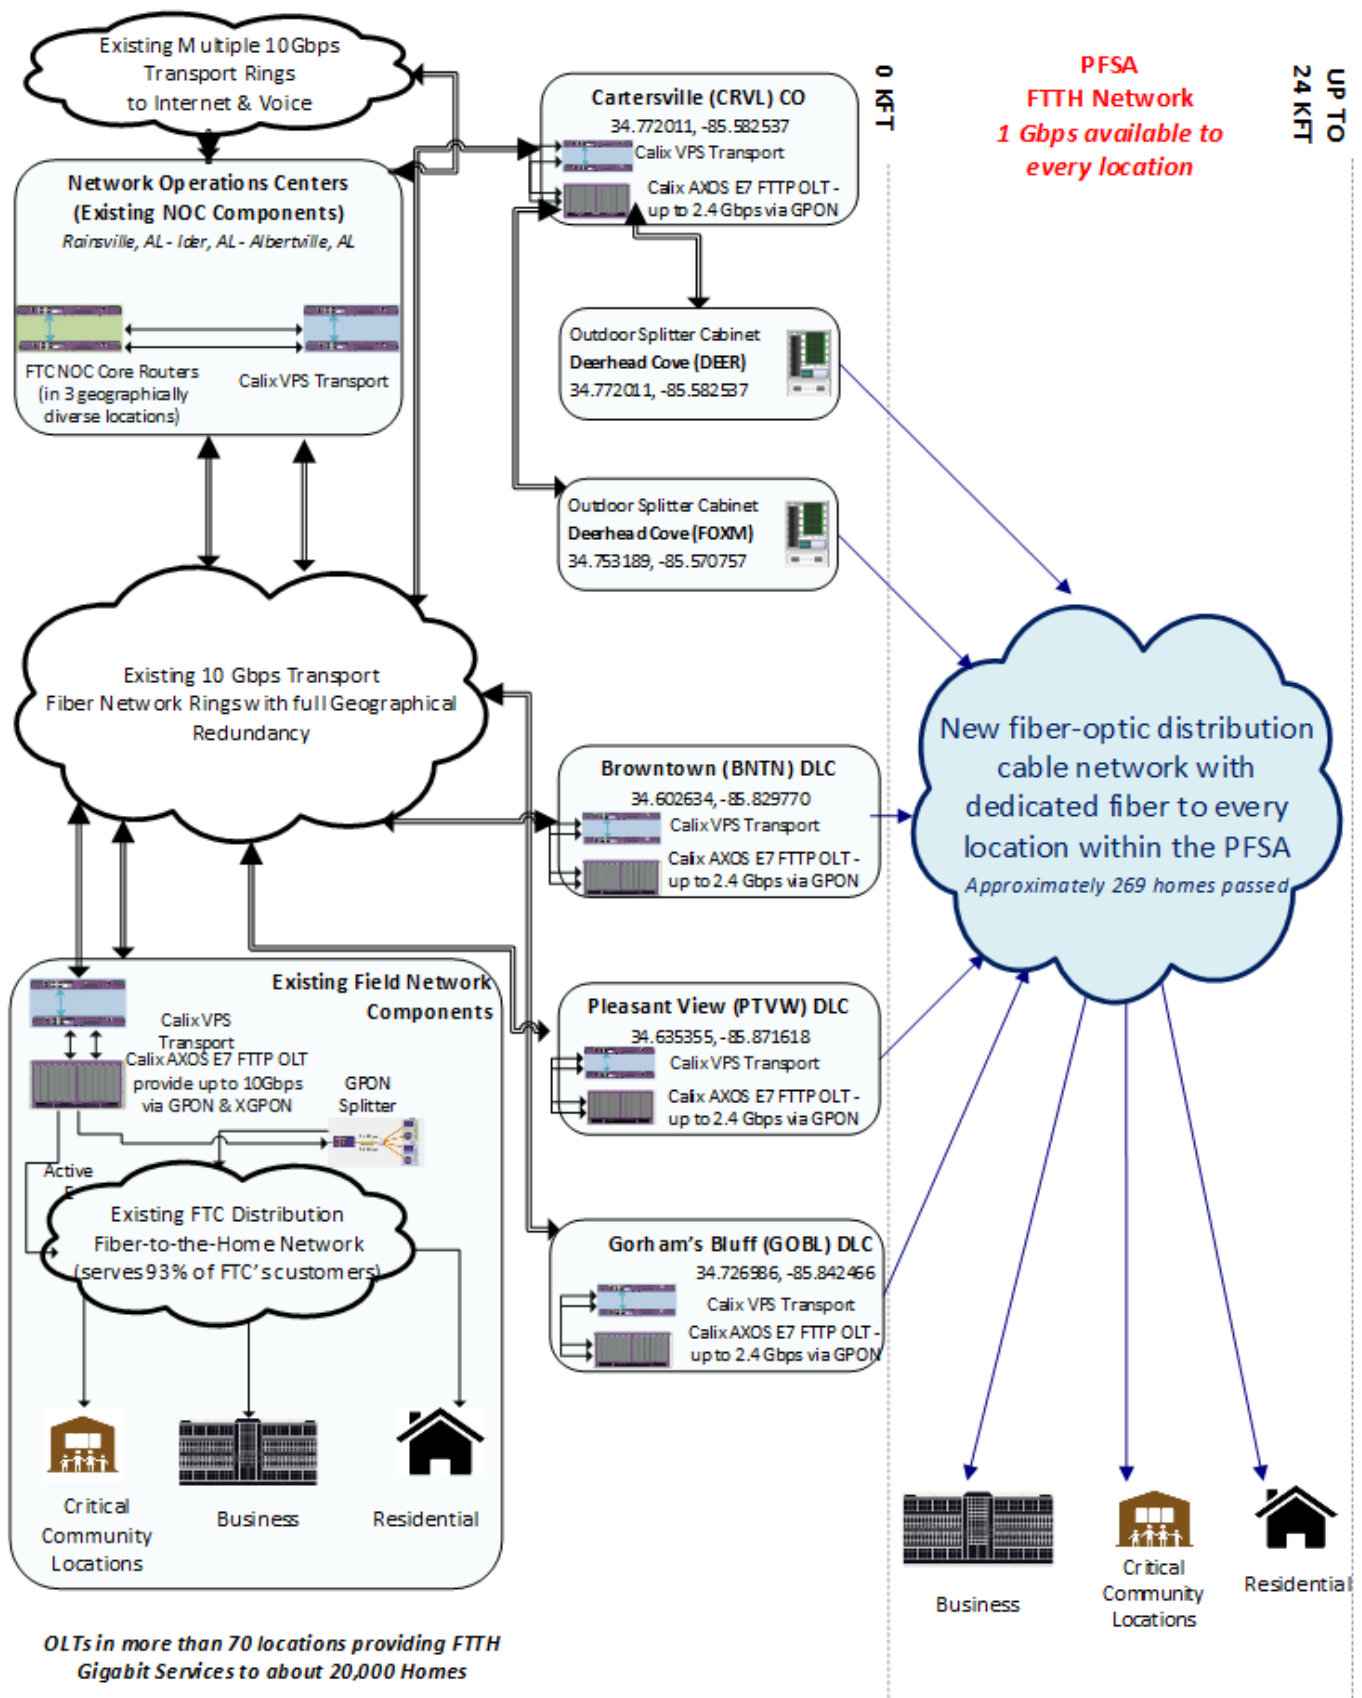 Existing Multiple 10Gbps
Transport Rings
to Internet & Voice
Network Operations Centers
(Existing NOC Components)
Rainsville, AL - Ider, AL - Albertville, AL
FTC NOC Core Routers
(in 3 geographically
diverse locations)
Calix VPS Transport
Existing 10 Gbps Transport
Fiber Network Rings with full Geographical
Redundancy
Existing Field Network
Components
Calix VPS
Transport
Calix AXOS E7 FTTP OLT
provide up to 10Gbps
via GPON & XGPON
GPON
Splitter
Active
E
Existing FTC Distribution
Fiber-to-the-Home Network
(serves 93% of FTC's customers)
Critical
Community
Locations
Business
Residential
OLTs in more than 70 locations providing FTTH
Gigabit Services to about 20,000 Homes
Cartersville (CRVL) CO
34.772011, -85.582537
Calix VPS Transport
Calix AXOS E7 FTTP OLT -
up to 2.4 Gbps via GPON
Outdoor Splitter Cabinet
Deerhead Cove (DEER)
34.772011, -85.582537
Outdoor Splitter Cabinet
Deerhead Cove (FOXM)
34.753189, -85.570757
Browntown (BNTN) DLC
34.602634, -85.829770
Calix VPS Transport
Calix AXOS E7 FTTP OLT -
up to 2.4 Gbps via GPON
Pleasant View (PTVW) DLC
34.635355, -85.871618
Calix VPS Transport
Calix AXOS E7 FTTP OLT -
up to 2.4 Gbps via GPON
Gorham's Bluff (GOBL) DLC
34.726986, -85.842466
Calix VPS Transport
Calix AXOS E7 FTTP OLT -
up to 2.4 Gbps via GPON
0 KFT
PFSA
FTTH Network
1 Gbps available to
every location
UP TO
24 KFT
New fiber-optic distribution
cable network with
dedicated fiber to every
location within the PFSA
Approximately 269 homes passed
Business
Critical
Community
Locations
Residential